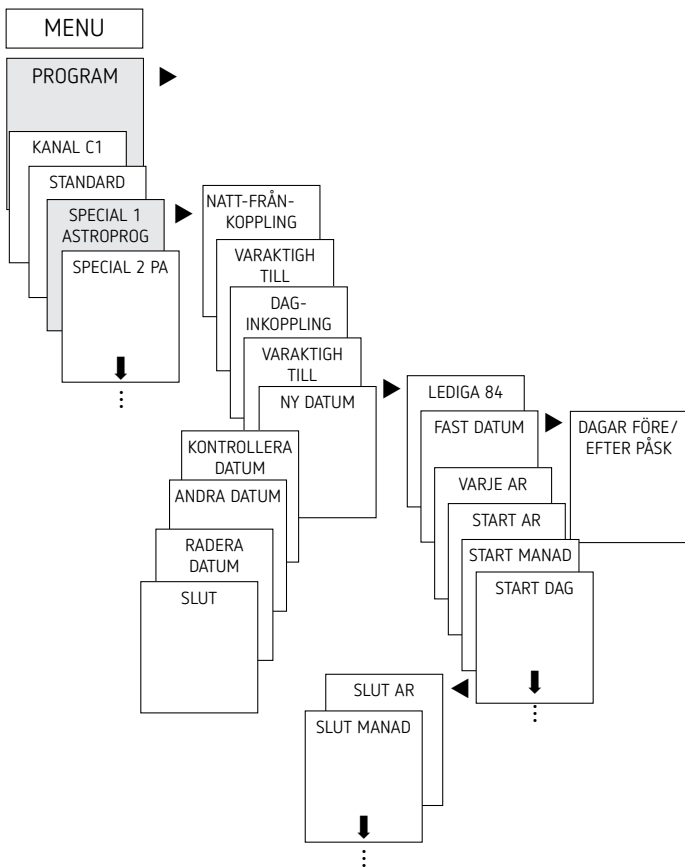 MENU
PROGRAM
KANAL C1
STANDARD
SPECIAL 1
ASTROPROG
SPECIAL 2 PA
NATT-FRÅN-
KOPPLING
VARAKTIGH
TILL
DAG-
INKOPPLING
VARAKTIGH
TILL
NY DATUM
KONTROLLERA
DATUM
ANDRA DATUM
RADERA
DATUM
SLUT
LEDIGA 84
FAST DATUM
DAGAR FÖRE/
EFTER PÅSK
VARJE AR
START AR
START MANAD
START DAG
SLUT AR
SLUT MANAD